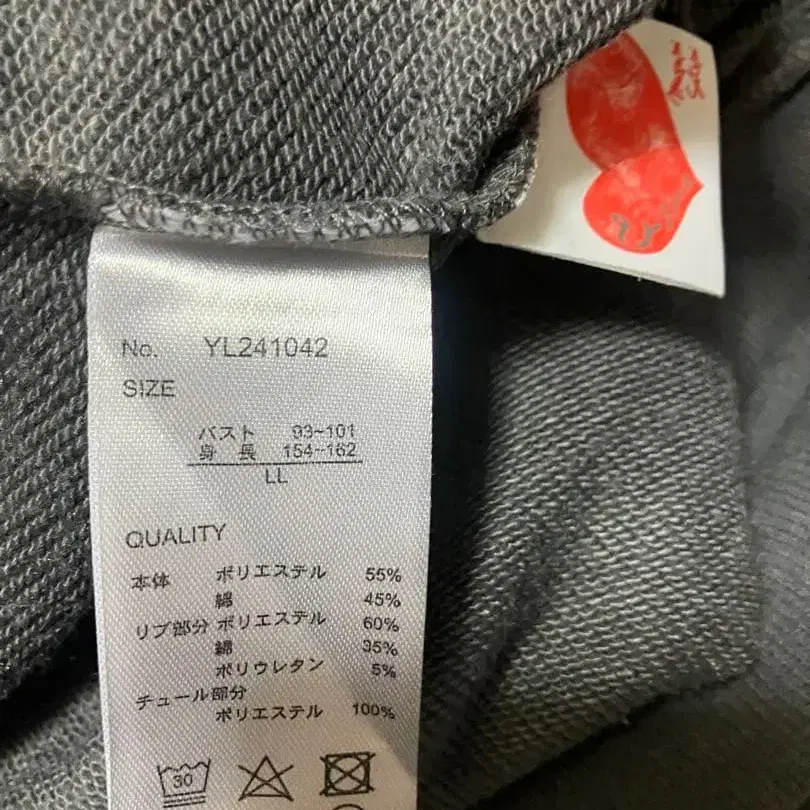 No. YL241042
SIZE
バスト 93~101
身長 154~162
LL
QUALITY
本体 ポリエステル 55%
綿 45%
リブ部分 ポリエステル 60%
綿 35%
ポリウレタン 5%
チュール部分
ポリエステル 100%
30